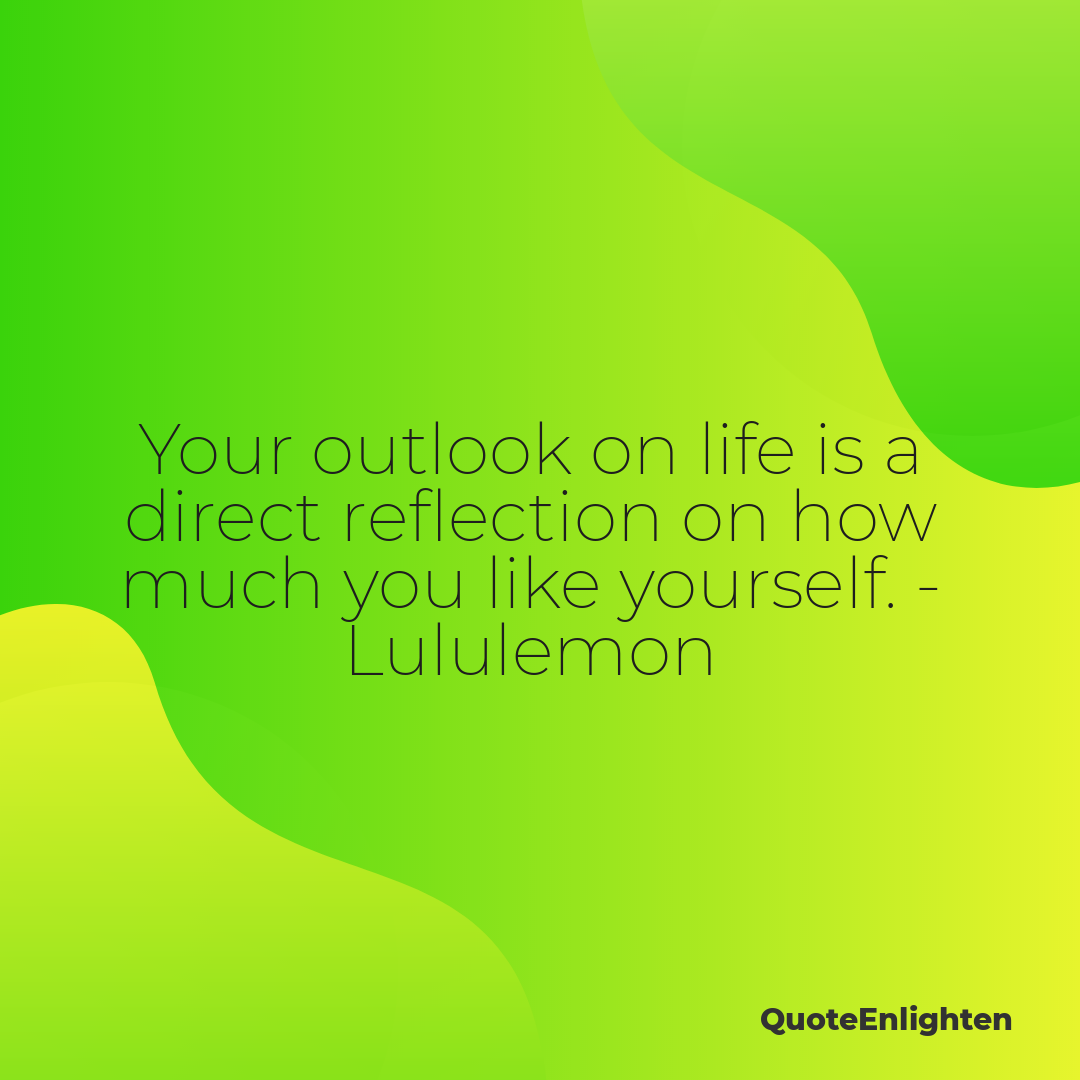 Your outlook on life is a
direct reflection on how
much you like yourself. -
Lululemon
QuoteEnlighten